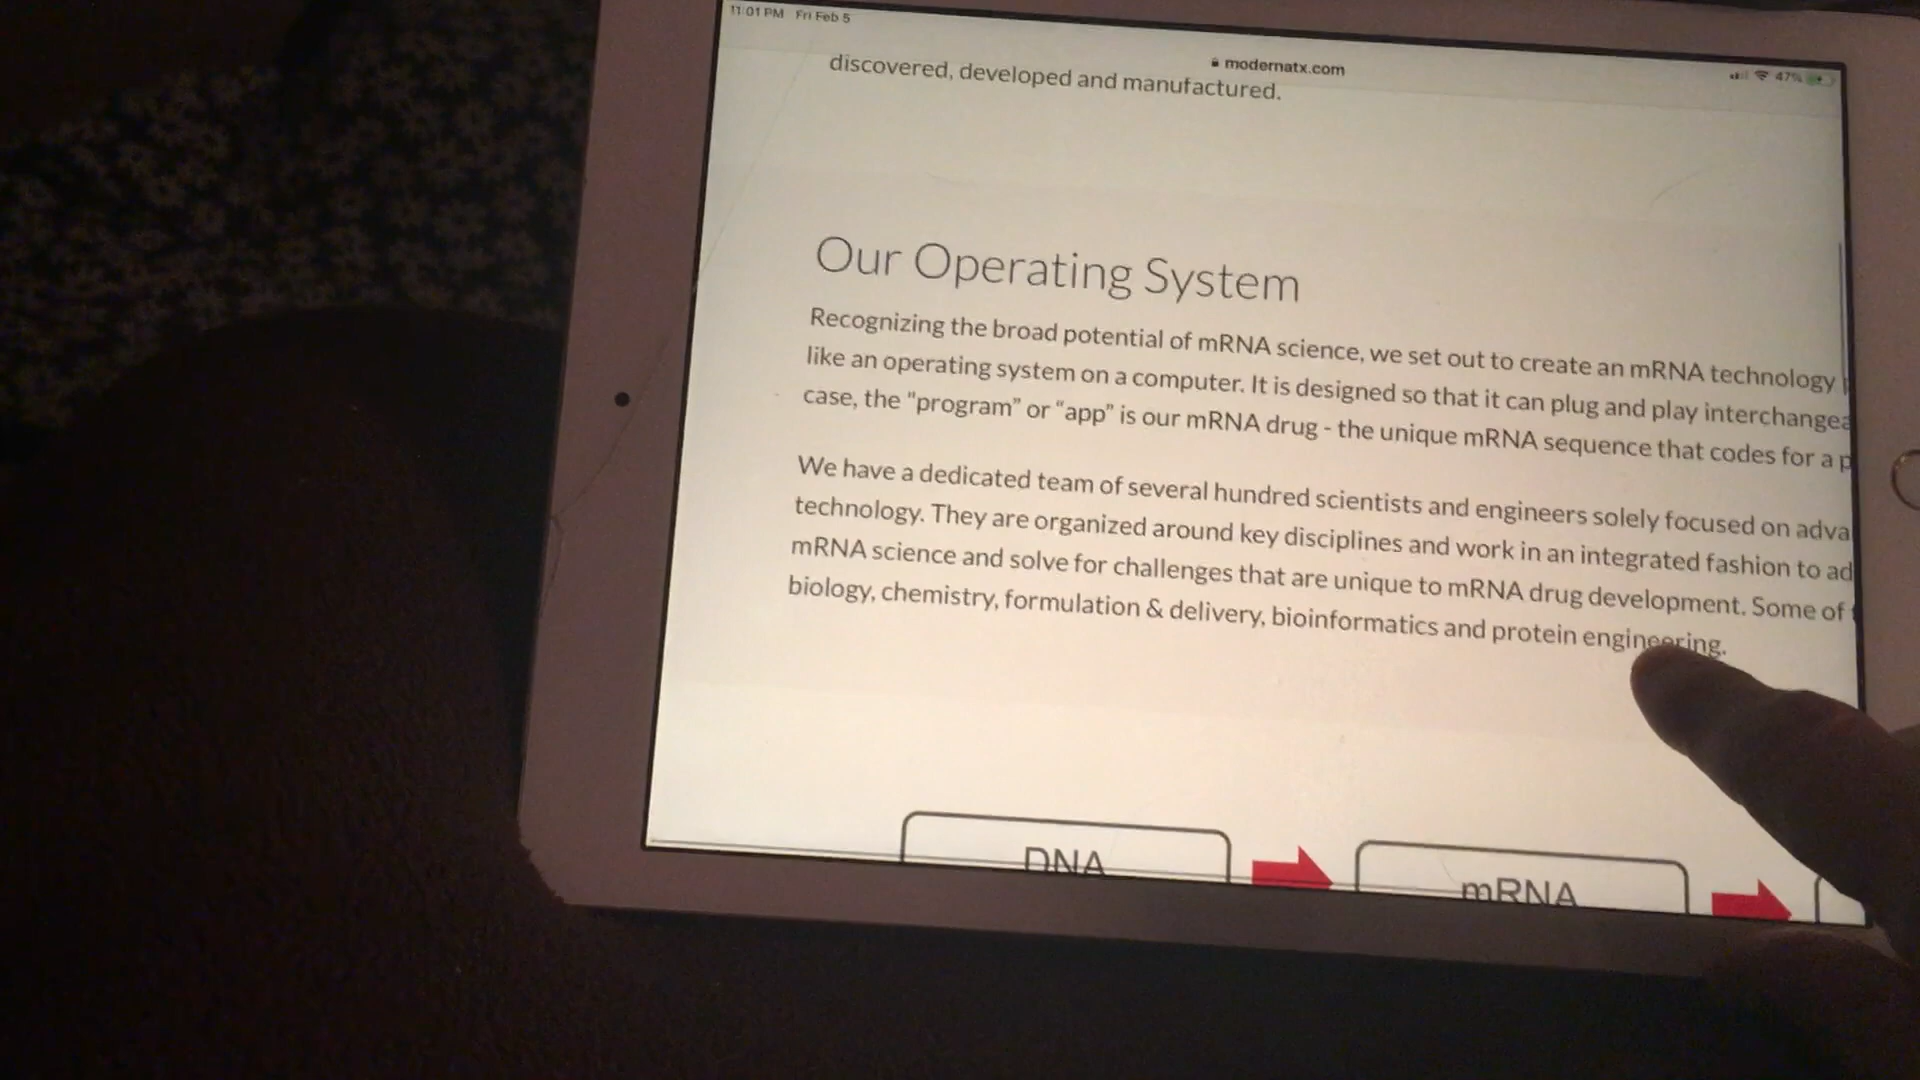 11:01 PM Fri Feb 5
modernatx.com
47%
discovered, developed and manufactured.
Our Operating System
Recognizing the broad potential of mRNA science, we set out to create an mRNA technology
like an operating system on a computer. It is designed so that it can plug and play interchangea
case, the "program" or "app" is our mRNA drug - the unique mRNA sequence that codes for a p
We have a dedicated team of several hundred scientists and engineers solely focused on adva
technology. They are organized around key disciplines and work in an integrated fashion to ad
mRNA science and solve for challenges that are unique to mRNA drug development. Some of
biology, chemistry, formulation & delivery, bioinformatics and protein engineering.
DNA
mRNA